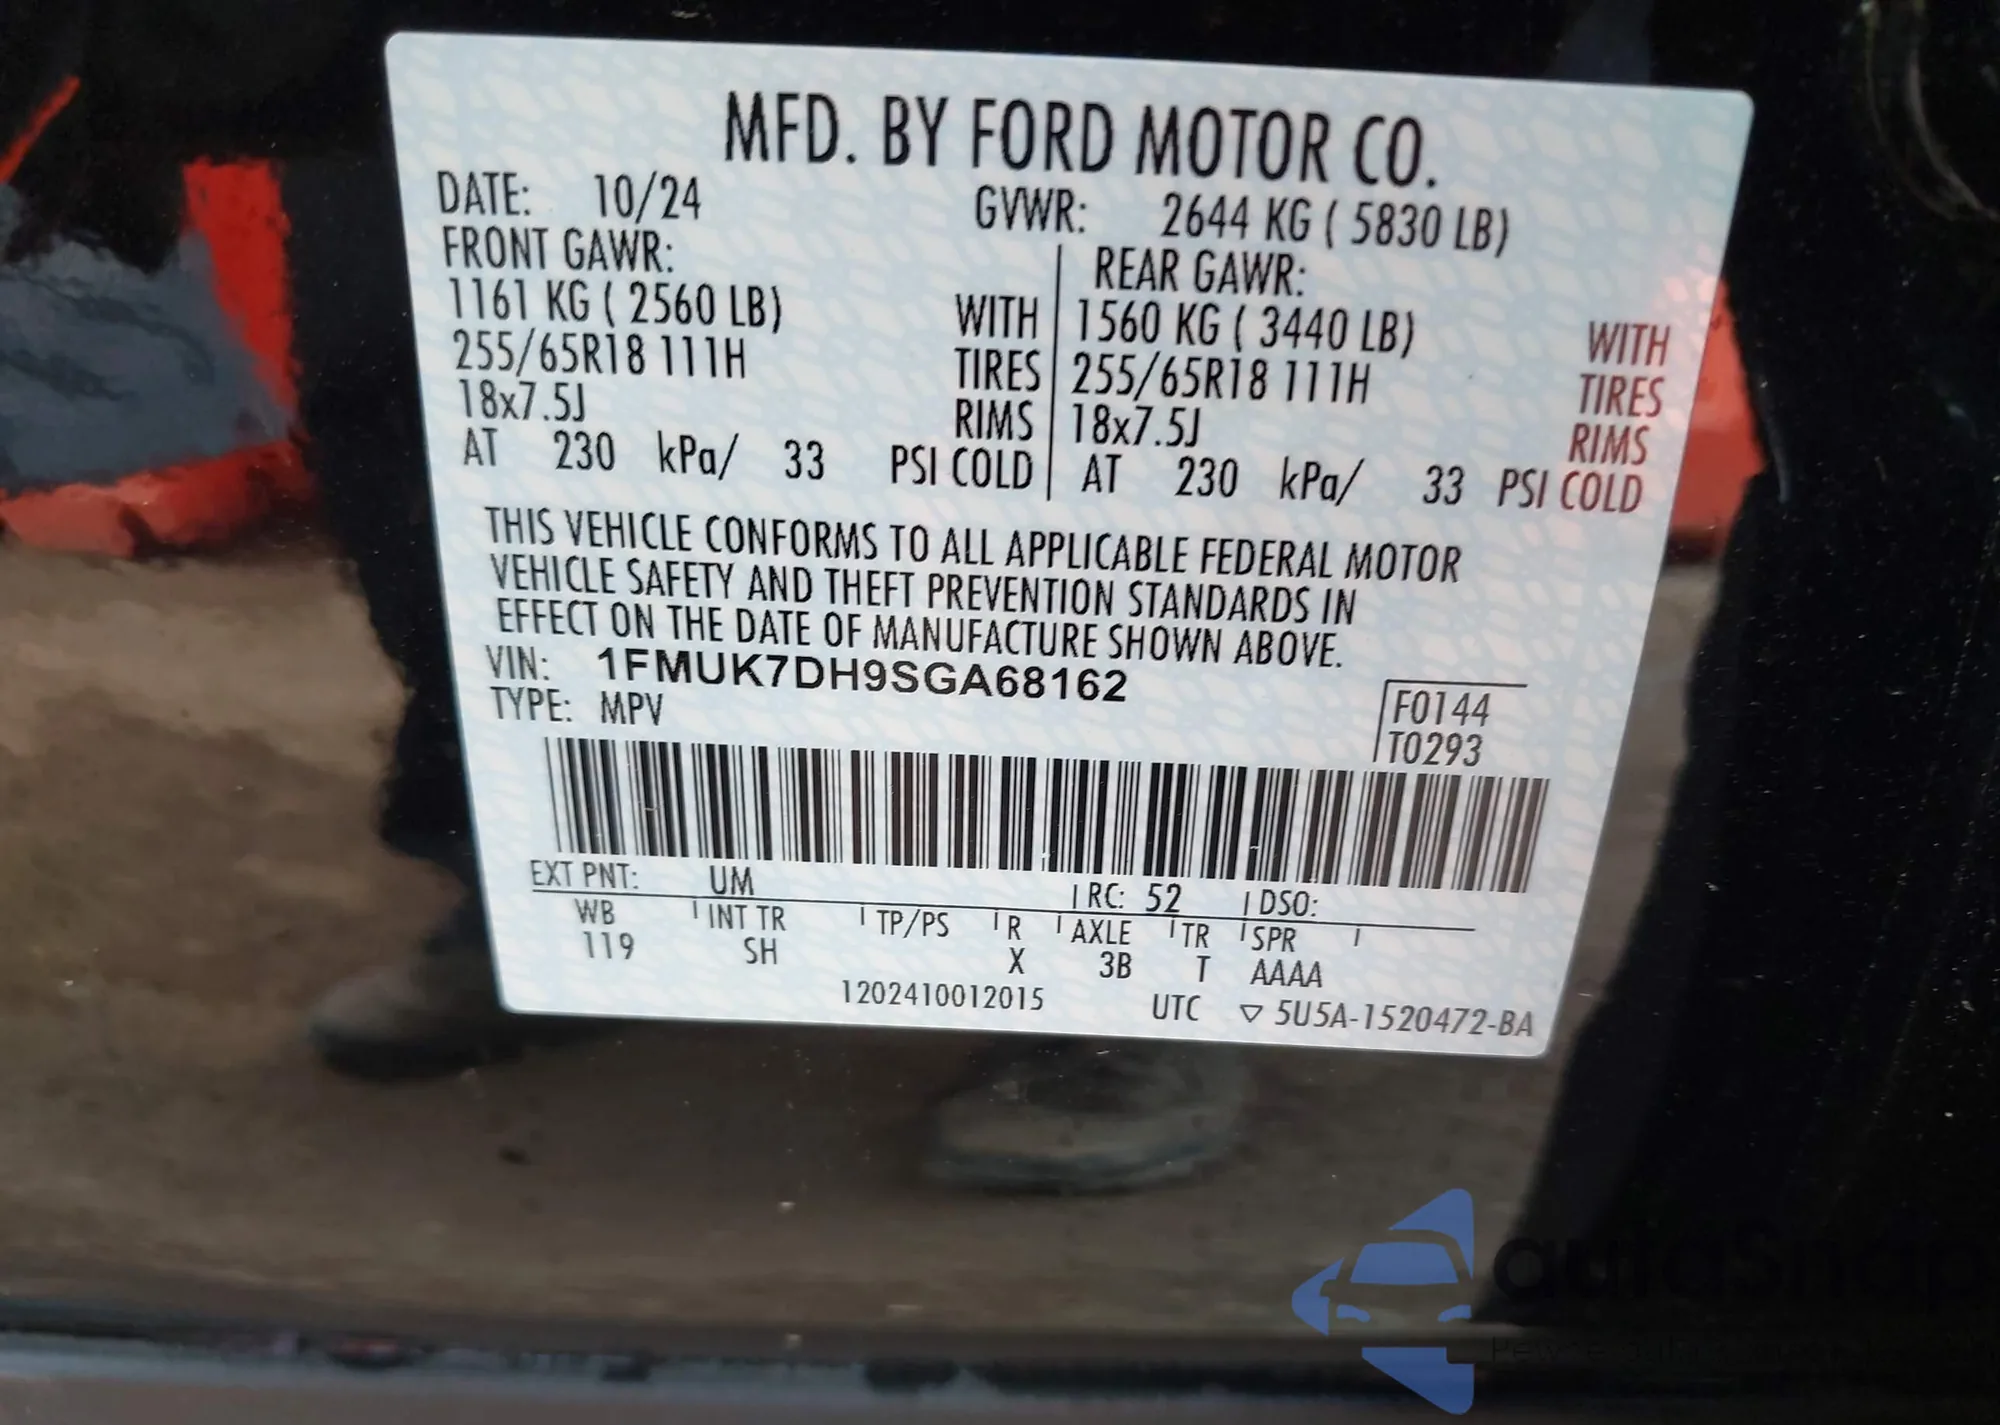 MFD. BY FORD MOTOR CO.
DATE: 10/24 GVWR: 2644 KG ( 5830 LB)
FRONT GAWR: REAR GAWR:
1161 KG ( 2560 LB) WITH 1560 KG ( 3440 LB) WITH
255/65R18 111H TIRES 255/65R18 111H TIRES
18x7.5J RIMS 18x7.5J RIMS
AT 230 kPa/ 33 PSI COLD AT 230 kPa/ 33 PSI COLD
THIS VEHICLE CONFORMS TO ALL APPLICABLE FEDERAL MOTOR
VEHICLE SAFETY AND THEFT PREVENTION STANDARDS IN
EFFECT ON THE DATE OF MANUFACTURE SHOWN ABOVE.
VIN: 1FMUK7DH9SGA68162
TYPE: MPV
F0144
T0293
EXT PNT: UM RC: 52 DSO:
WB INT TR TP/PS R AXLE TR SPR
119 SH X 3B T AAAA
1202410012015 UTC ▽ 5U5A-1520472-BA